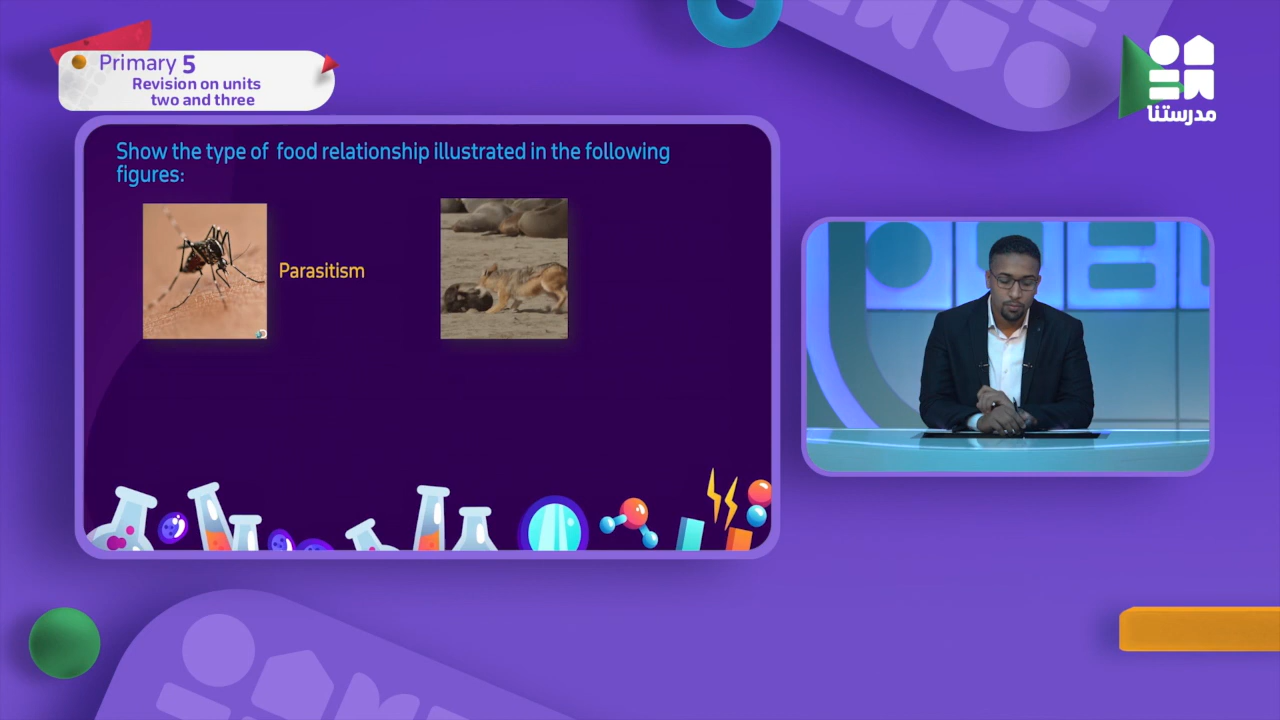 Primary 5
Revision on units
two and three
مدرستنا
Show the type of food relationship illustrated in the following
figures:
Parasitism